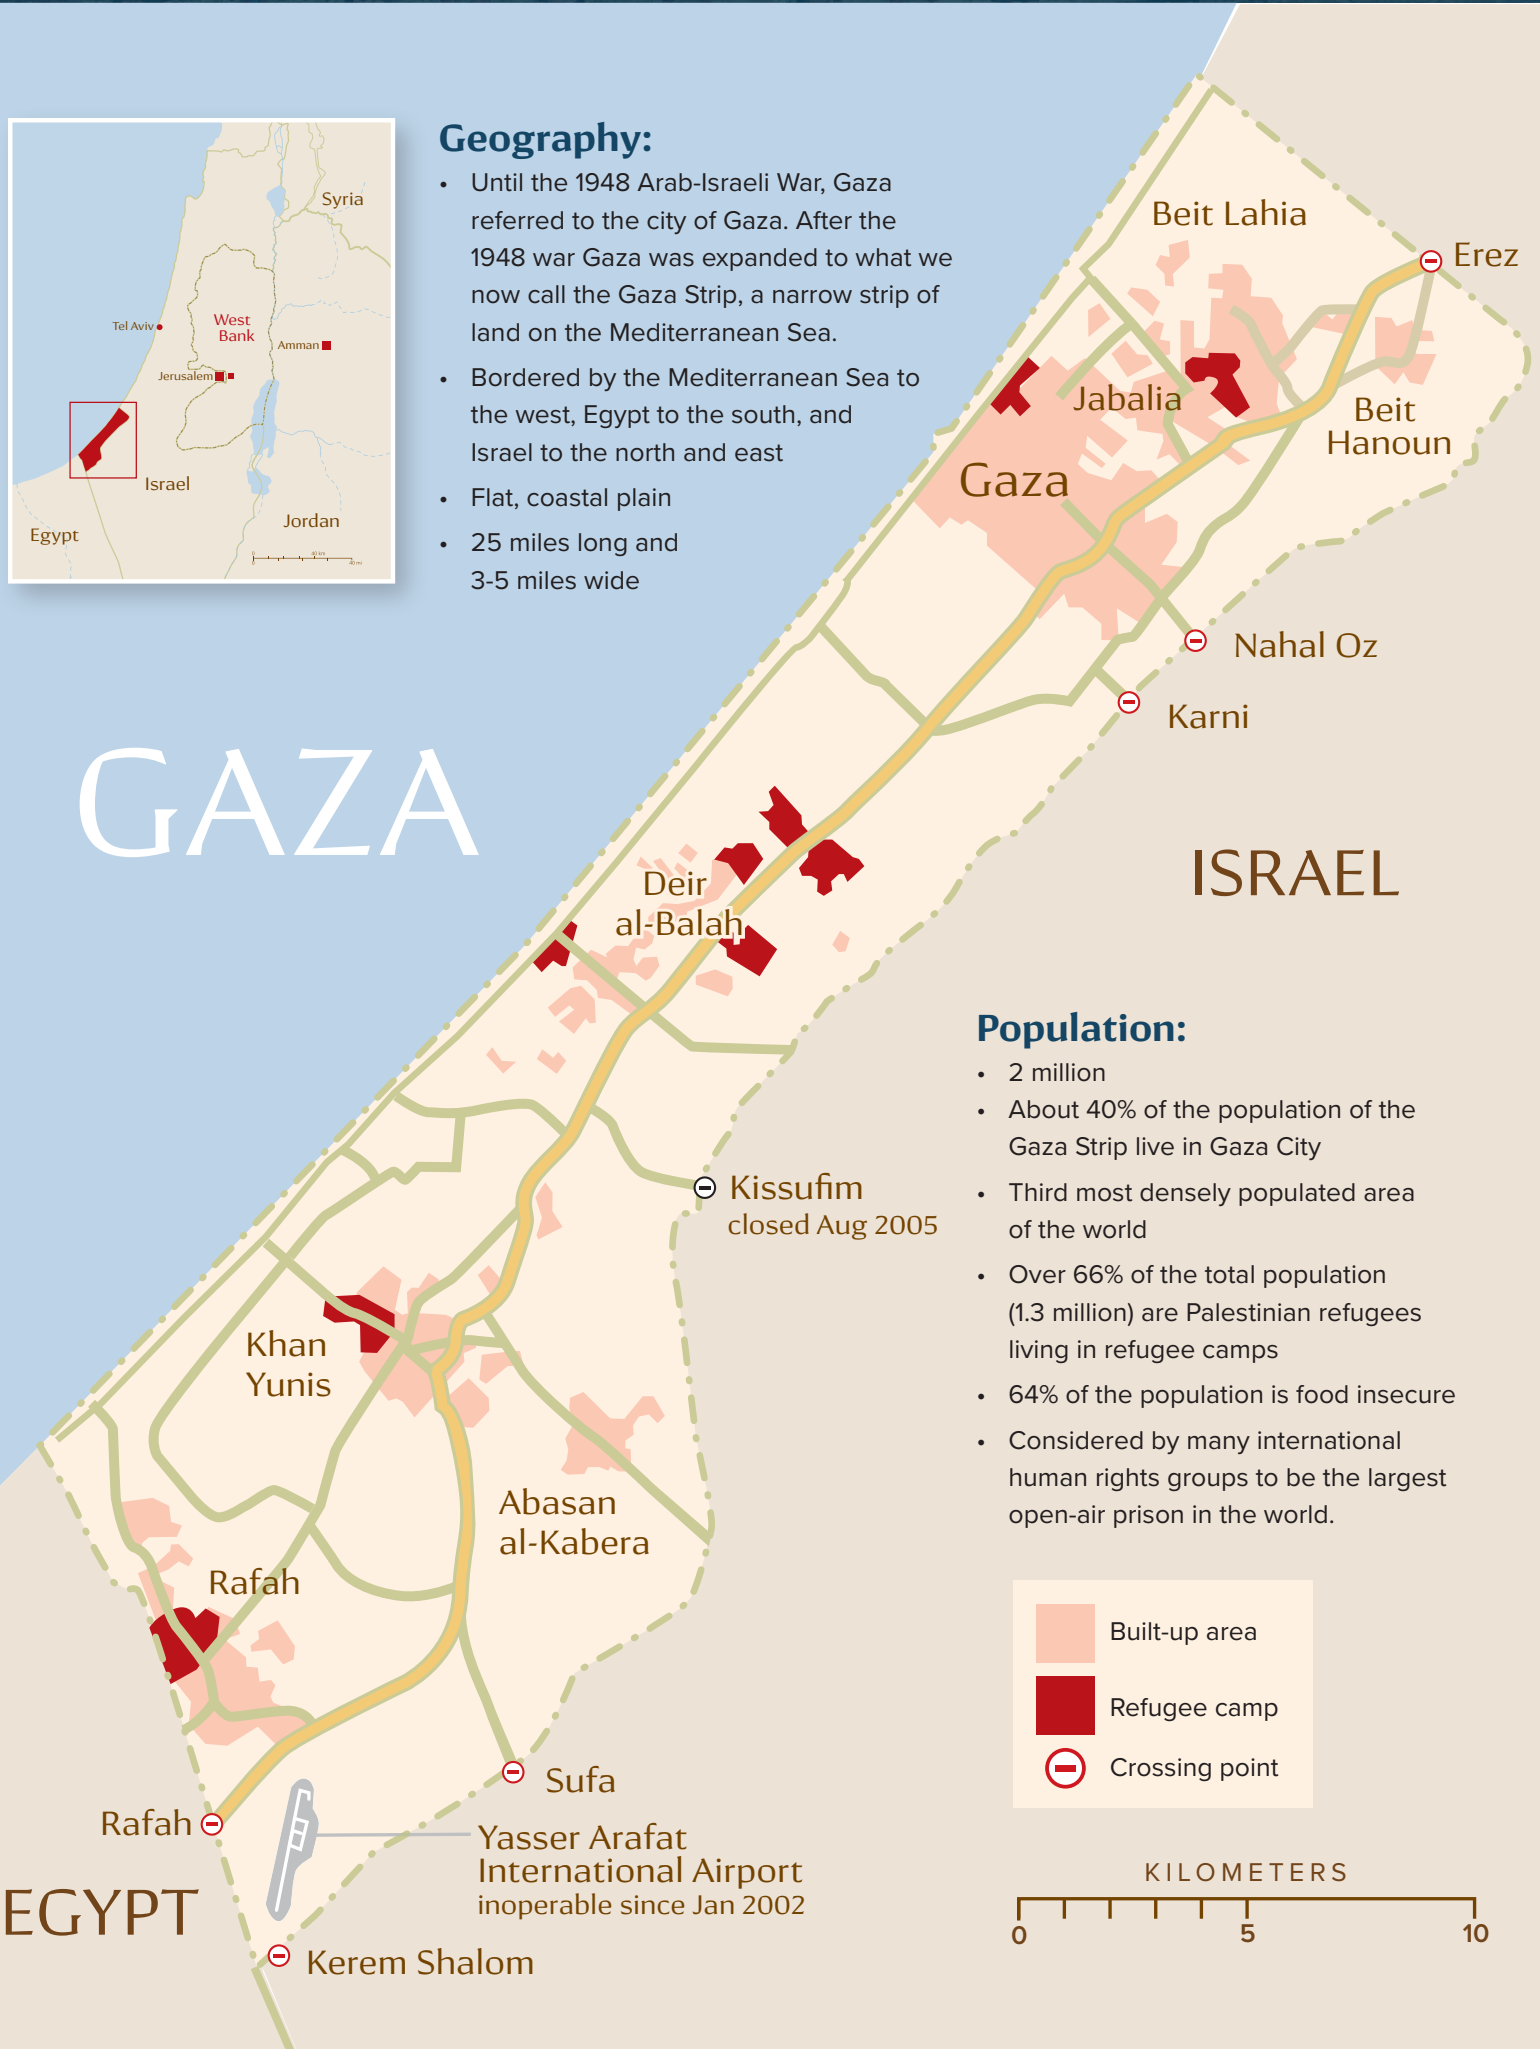 Geography:
• Until the 1948 Arab-Israeli War, Gaza
referred to the city of Gaza. After the
1948 war Gaza was expanded to what we
now call the Gaza Strip, a narrow strip of
land on the Mediterranean Sea.
• Bordered by the Mediterranean Sea to
the west, Egypt to the south, and
Israel to the north and east
• Flat, coastal plain
• 25 miles long and
3-5 miles wide
Syria
Tel Aviv
West
Bank
Amman
Jerusalem
Israel
Jordan
Egypt
0 40 km
0 40 mi
GAZA
Beit Lahia
Erez
Jabalia
Beit
Hanoun
Gaza
Nahal Oz
Karni
ISRAEL
Deir
al-Balah
Kissufim
closed Aug 2005
Khan
Yunis
Abasan
al-Kabera
Rafah
Sufa
Rafah
Yasser Arafat
International Airport
inoperable since Jan 2002
EGYPT
Kerem Shalom
Population:
• 2 million
• About 40% of the population of the
Gaza Strip live in Gaza City
• Third most densely populated area
of the world
• Over 66% of the total population
(1.3 million) are Palestinian refugees
living in refugee camps
• 64% of the population is food insecure
• Considered by many international
human rights groups to be the largest
open-air prison in the world.
Built-up area
Refugee camp
Crossing point
KILOMETERS
0 5 10